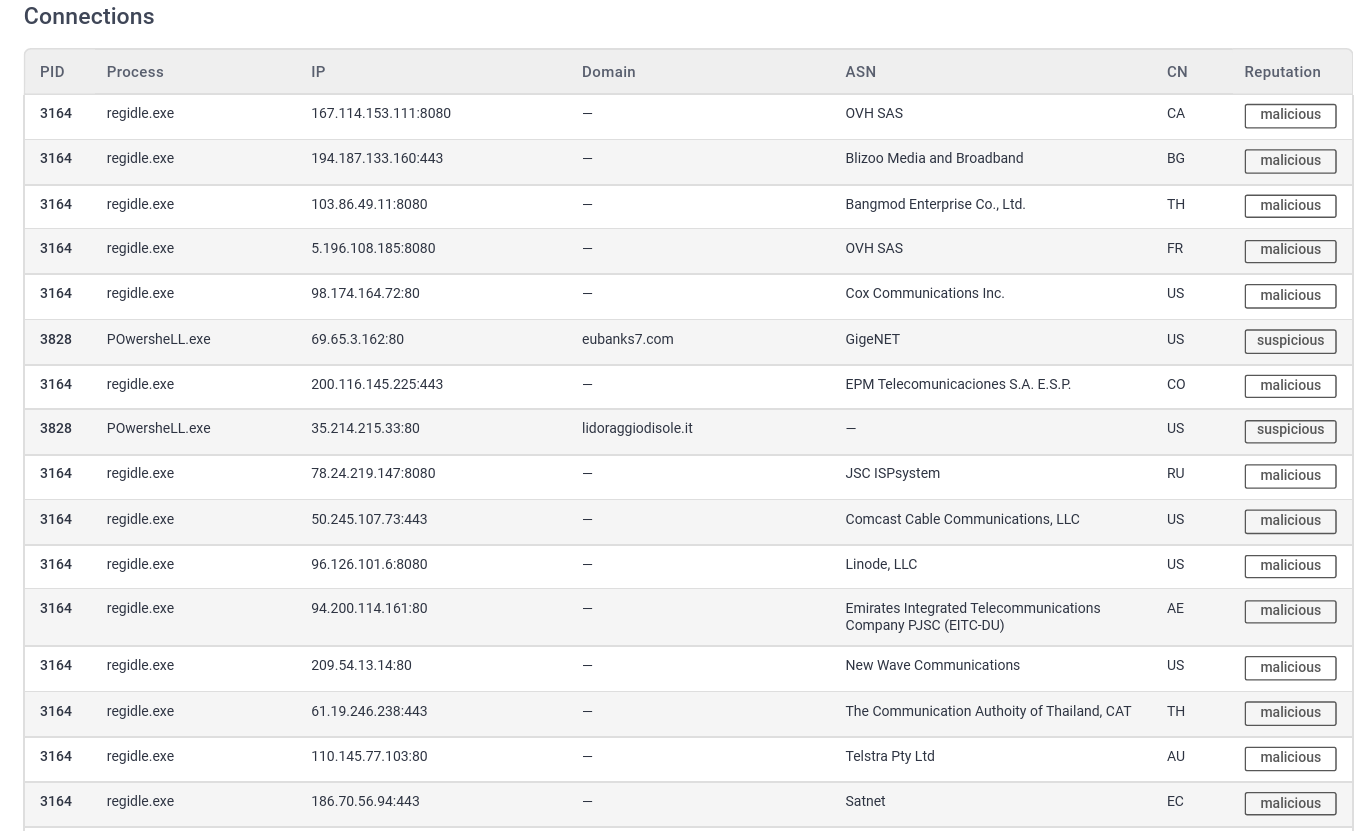 Connections
PID Process IP Domain ASN CN Reputation
3164 regidle.exe 167.114.153.111:8080 – OVH SAS CA malicious
3164 regidle.exe 194.187.133.160:443 – Blizoo Media and Broadband BG malicious
3164 regidle.exe 103.86.49.11:8080 – Bangmod Enterprise Co., Ltd. TH malicious
3164 regidle.exe 5.196.108.185:8080 – OVH SAS FR malicious
3164 regidle.exe 98.174.164.72:80 – Cox Communications Inc. US malicious
3828 POwersheLL.exe 69.65.3.162:80 eubanks7.com GigeNET US suspicious
3164 regidle.exe 200.116.145.225:443 – EPM Telecomunicaciones S.A. E.S.P. CO malicious
3828 POwersheLL.exe 35.214.215.33:80 lidoraggiodisole.it – US suspicious
3164 regidle.exe 78.24.219.147:8080 – JSC ISPsystem RU malicious
3164 regidle.exe 50.245.107.73:443 – Comcast Cable Communications, LLC US malicious
3164 regidle.exe 96.126.101.6:8080 – Linode, LLC US malicious
3164 regidle.exe 94.200.114.161:80 – Emirates Integrated Telecommunications AE malicious
Company PJSC (EITC-DU)
3164 regidle.exe 209.54.13.14:80 – New Wave Communications US malicious
3164 regidle.exe 61.19.246.238:443 – The Communication Authoity of Thailand, CAT TH malicious
3164 regidle.exe 110.145.77.103:80 – Telstra Pty Ltd AU malicious
3164 regidle.exe 186.70.56.94:443 – Satnet EC malicious